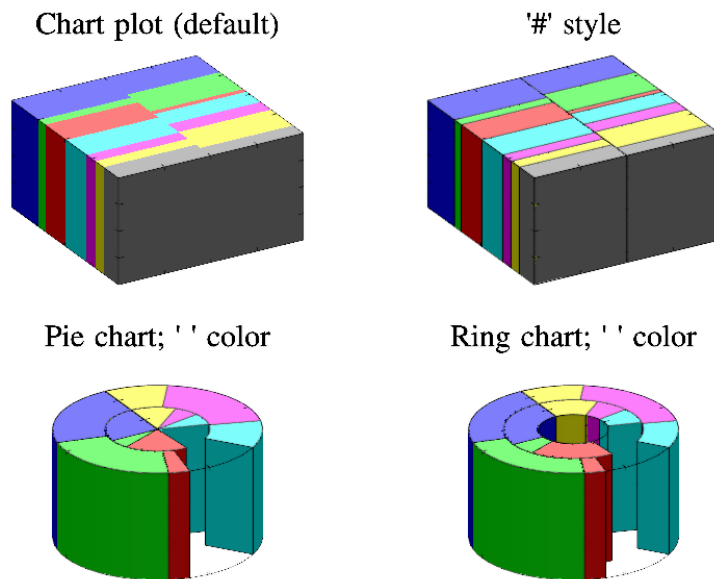 Chart plot (default)
'#' style
Pie chart; ' ' color
Ring chart; ' ' color